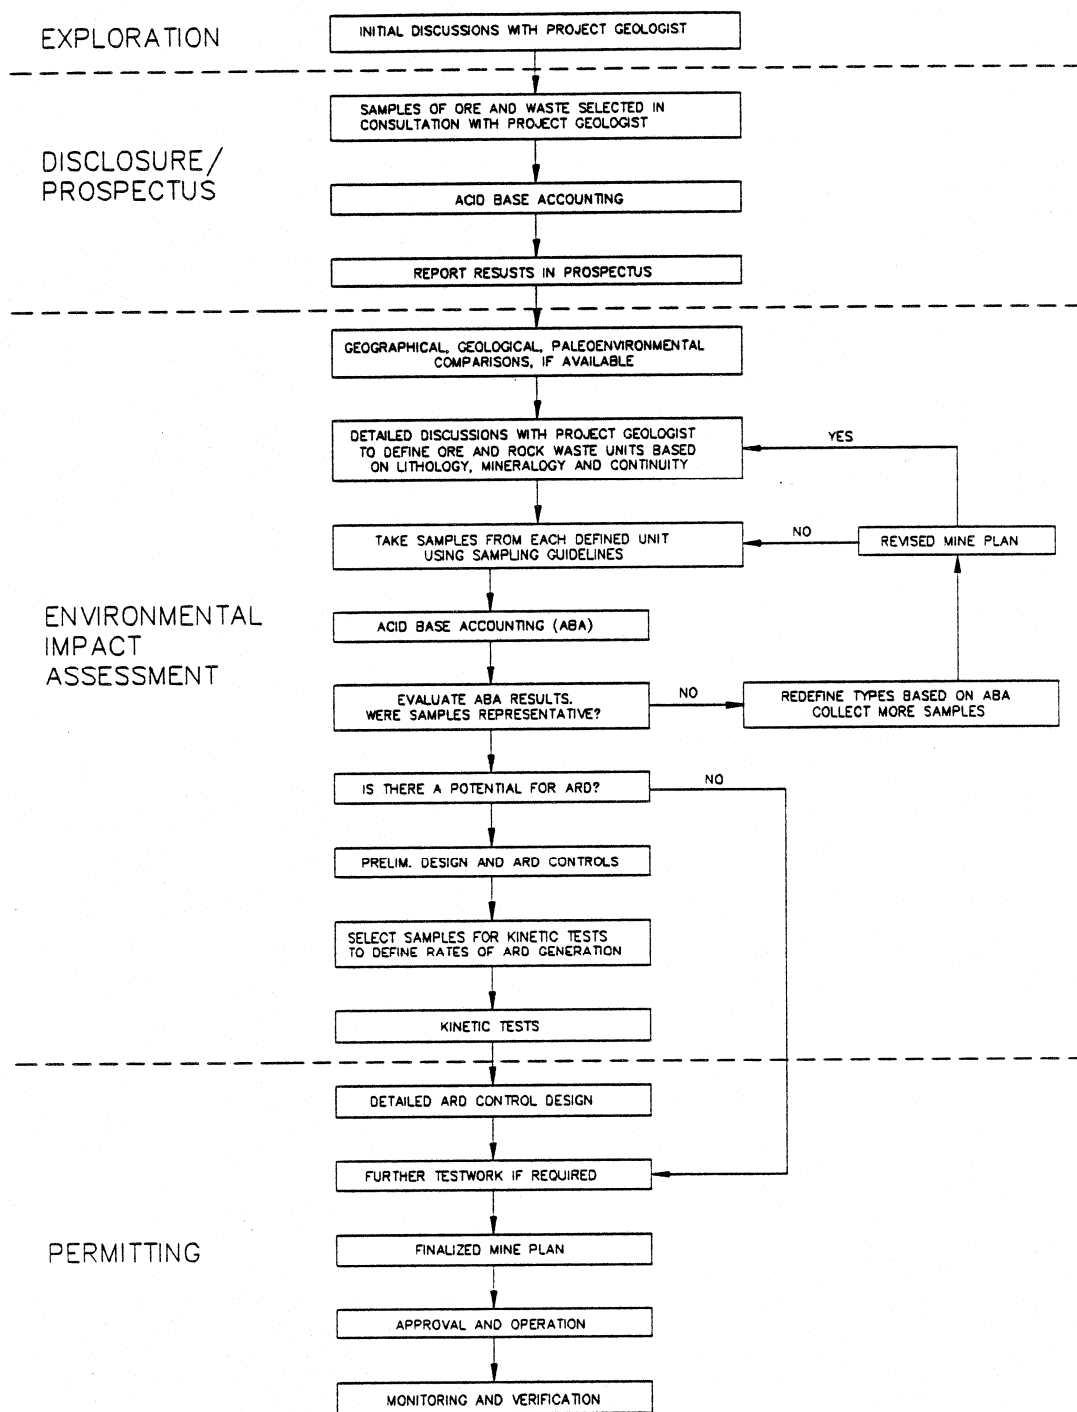 EXPLORATION
INITIAL DISCUSSIONS WITH PROJECT GEOLOGIST
DISCLOSURE/
PROSPECTUS
SAMPLES OF ORE AND WASTE SELECTED IN
CONSULTATION WITH PROJECT GEOLOGIST
ACID BASE ACCOUNTING
REPORT RESUSTS IN PROSPECTUS
ENVIRONMENTAL
IMPACT
ASSESSMENT
GEOGRAPHICAL, GEOLOGICAL, PALEOENVIRONMENTAL
COMPARISONS, IF AVAILABLE
DETAILED DISCUSSIONS WITH PROJECT GEOLOGIST
TO DEFINE ORE AND ROCK WASTE UNITS BASED
ON LITHOLOGY, MINERALOGY AND CONTINUITY
YES
TAKE SAMPLES FROM EACH DEFINED UNIT
USING SAMPLING GUIDELINES
NO
REVISED MINE PLAN
ACID BASE ACCOUNTING (ABA)
EVALUATE ABA RESULTS.
WERE SAMPLES REPRESENTATIVE?
NO
REDEFINE TYPES BASED ON ABA
COLLECT MORE SAMPLES
IS THERE A POTENTIAL FOR ARD?
NO
PRELIM. DESIGN AND ARD CONTROLS
SELECT SAMPLES FOR KINETIC TESTS
TO DEFINE RATES OF ARD GENERATION
KINETIC TESTS
PERMITTING
DETAILED ARD CONTROL DESIGN
FURTHER TESTWORK IF REQUIRED
FINALIZED MINE PLAN
APPROVAL AND OPERATION
MONITORING AND VERIFICATION